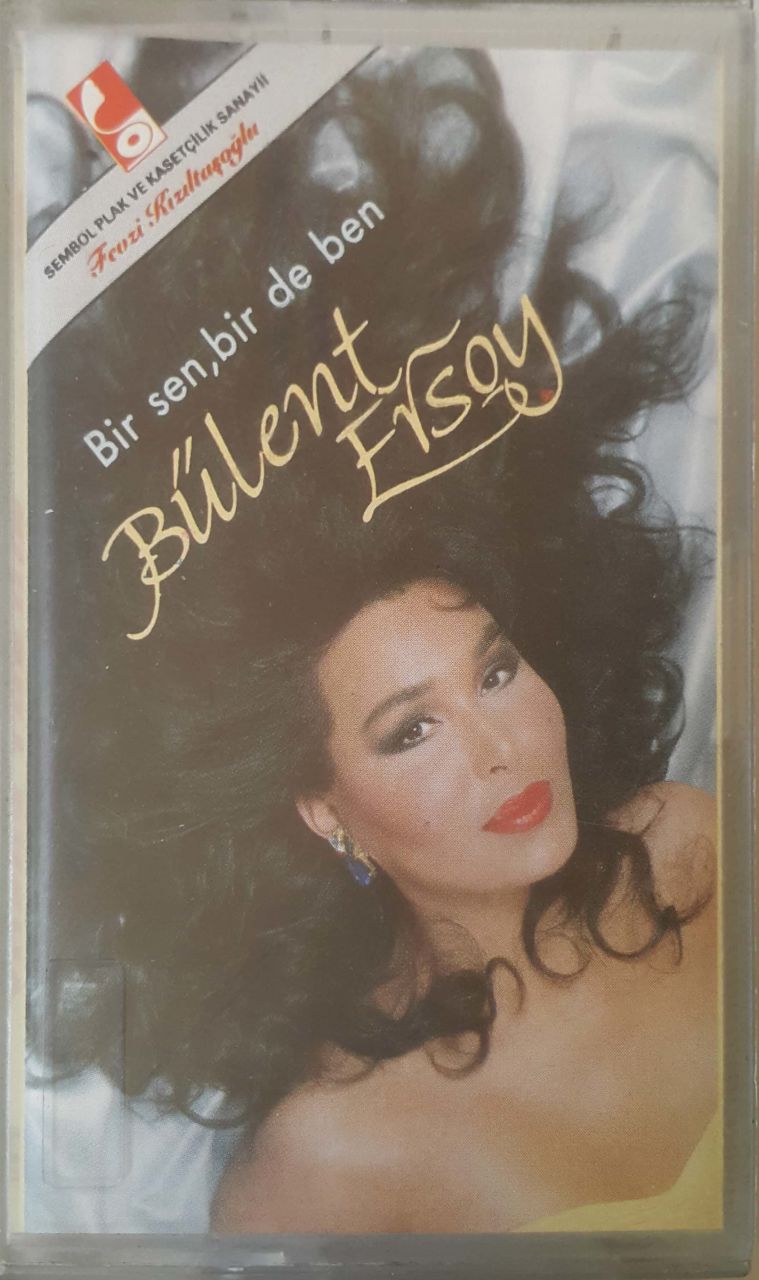 SEMBOL PLAK VE KASETÇİLİK SANAYİİ
Fevzi Kızıltaşoğlu
Bir sen,bir de ben
Bülent
Ersoy